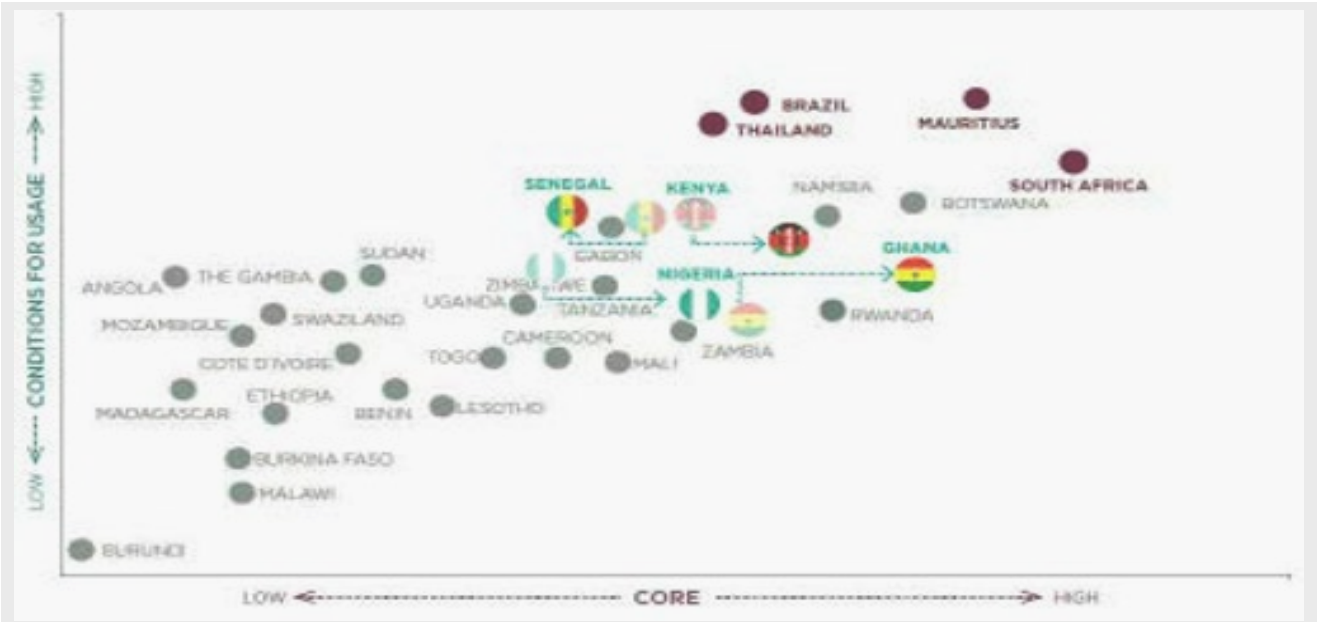 HIGH
CONDITIONS FOR USAGE
LOW
BRAZIL
THAILAND
MAURITIUS
SOUTH AFRICA
SENEGAL
KENYA
NAMIBIA
BOTSWANA
GABON
GHANA
SUDAN
ANGOLA
THE GAMBIA
ZIMBABWE
NIGERIA
UGANDA
TANZANIA
RWANDA
MOZAMBIQUE
SWAZILAND
CAMEROON
ZAMBIA
COTE D'IVOIRE
TOGO
MALI
MADAGASCAR
ETHIOPIA
BENIN
LESOTHO
BURKINA FASO
MALAWI
BURUNDI
LOW
CORE
HIGH